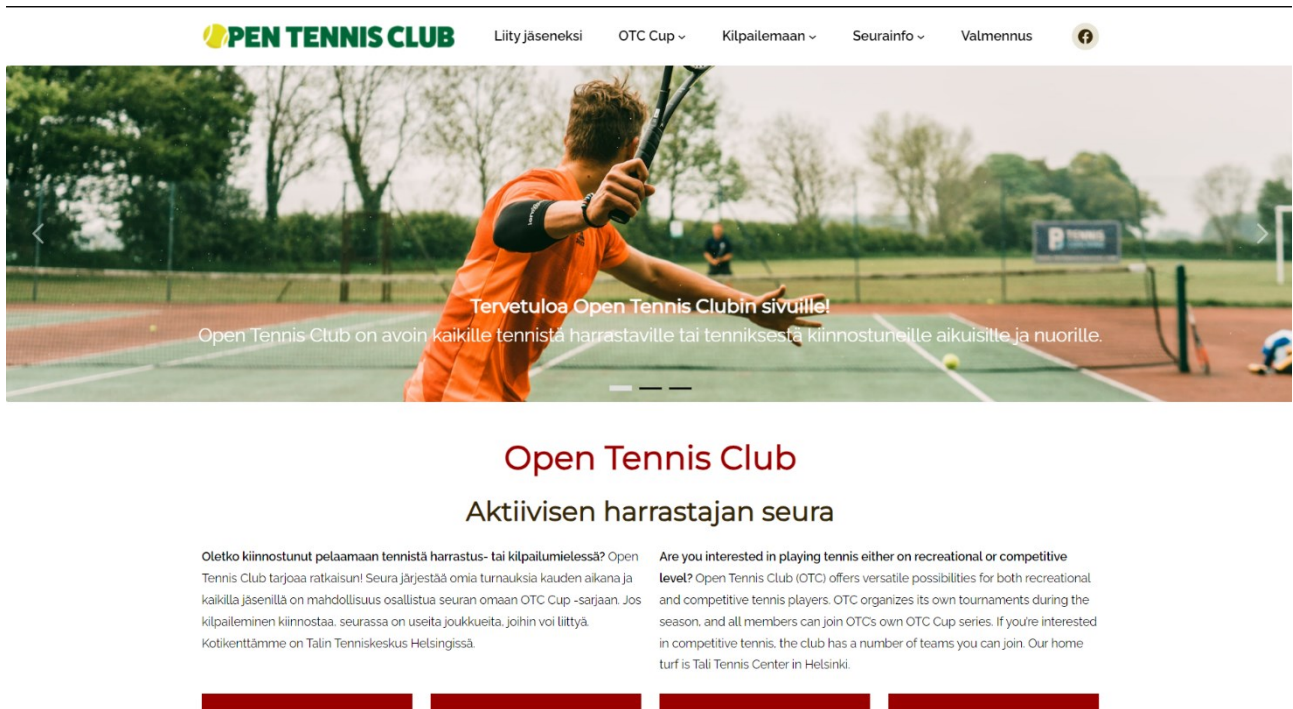 OPEN TENNIS CLUB
Liity jäseneksi
OTC Cup
Kilpailemaan
Seurainfo
Valmennus
TENNIS
Tervetuloa Open Tennis Clubin sivuille!
Open Tennis Club on avoin kaikille tennistä harrastaville tai tenniksestä kiinnostuneille aikuisille ja nuorille.
Open Tennis Club
Aktiivisen harrastajan seura
Oletko kiinnostunut pelaamaan tennistä harrastus- tai kilpailumielessä? Open
Tennis Club tarjoaa ratkaisun! Seura järjestää omia turnauksia kauden aikana ja
kaikilla jäsenillä on mahdollisuus osallistua seuran omaan OTC Cup -sarjaan. Jos
kilpaileminen kiinnostaa, seurassa on useita joukkueita, joihin voi liittyä.
Kotikenttämme on Talin Tenniskeskus Helsingissä.
Are you interested in playing tennis either on recreational or competitive
level? Open Tennis Club (OTC) offers versatile possibilities for both recreational
and competitive tennis players. OTC organizes its own tournaments during the
season, and all members can join OTC's own OTC Cup series. If you're interested
in competitive tennis, the club has a number of teams you can join. Our home
turf is Tali Tennis Center in Helsinki.